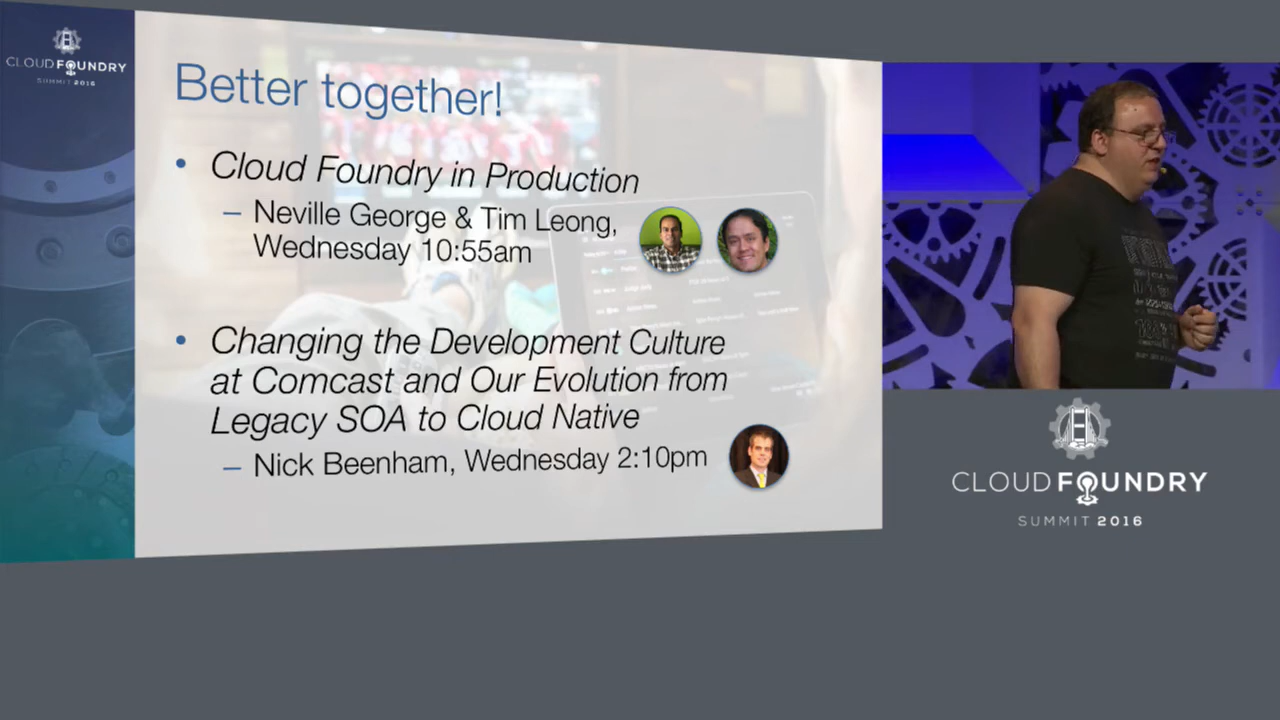 CLOUD FOUNDRY
SUMMIT 2016
Better together!
• Cloud Foundry in Production
– Neville George & Tim Leong,
Wednesday 10:55am
• Changing the Development Culture
at Comcast and Our Evolution from
Legacy SOA to Cloud Native
– Nick Beenham, Wednesday 2:10pm
CLOUD FOUNDRY
SUMMIT 2016